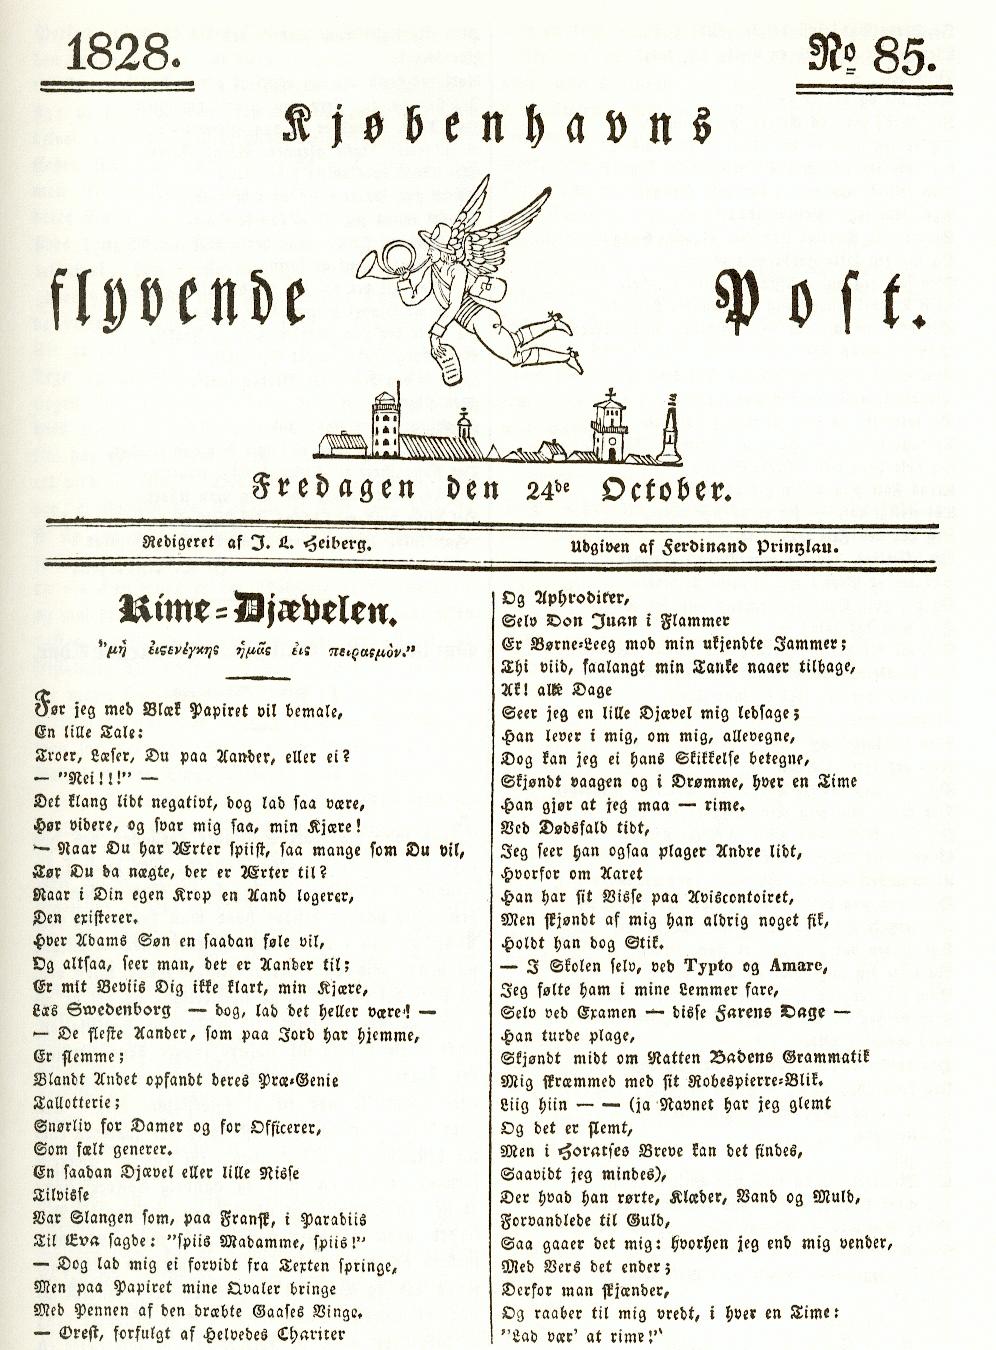 1828.
No 85.
Kjøbenhavns
flyvende Post.
Fredagen den 24de October.
Redigeret af J. L. Heiberg.
Udgiven af Ferdinand Printzlau.
Rime-Djævelen.
"μὴ εἰςενέγκης ἡμᾶς εἰς πειραςμὸν."
Før jeg med Blæk Papiret vil bemale,
En lille Tale:
Troer, Læser, Du paa Aander, eller ei?
— "Nei!!!" —
Det klang lidt negativt, dog lad saa være,
Hør videre, og svar mig saa, min Kjære!
— Naar Du har Ærter spiist, saa mange som Du vil,
Tør Du da nægte, der er Ærter til?
Naar i Din egen Krop en Aand logerer,
Den existerer.
Hver Adams Søn en saadan føle vil,
Og altsaa, seer man, der er Aander til;
Er mit Beviis Dig ikke klart, min Kjære,
Læs Swedenborg — dog, lad det heller være! —
— De fleste Aander, som paa Jord har hjemme,
Er slemme;
Blandt Andet opfandt deres Præ-Genie
Tallotterie;
Snørliv for Damer og for Officerer,
Som fælt generer.
En saadan Djævel eller lille Nisse
Tilvisse
Var Slangen som, paa Fransk, i Paradiis
Til Eva sagde: "spiis Madamme, spiis!"
— Dog lad mig ei forvidt fra Texten springe,
Men paa Papiret mine Qvaler bringe
Med Pennen af den dræbte Gaases Vinge.
— Orest, forfulgt af Helvedes Chariter
Og Aphroditer,
Selv Don Juan i Flammer
Er Børne-Leeg mod min ukjendte Jammer;
Thi viid, saalangt min Tanke naaer tilbage,
Ak! alle Dage
Seer jeg en lille Djævel mig ledsage;
Han lever i mig, om mig, allevegne,
Dog kan jeg ei hans Skikkelse betegne,
Skjøndt vaagen og i Drømme, hver en Time
Han gjør at jeg maa — rime.
Ved Dødsfald tidt,
Jeg seer han ogsaa plager Andre lidt,
Hvorfor om Aaret
Han har sit Visse paa Aviscontoiret,
Men skjøndt af mig han aldrig noget fik,
Holdt han dog Stik.
— I Skolen selv, ved Typto og Amare,
Jeg følte ham i mine Lemmer fare,
Selv ved Examen — disse Farens Dage —
Han turde plage,
Skjøndt midt om Natten Badens Grammatik
Mig skræmmed med sit Robespierre-Blik.
Liig hiin — — (ja Navnet har jeg glemt
Og det er slemt,
Men i Horatses Breve kan det findes,
Saavidt jeg mindes),
Der hvad han rørte, Klæder, Vand og Muld,
Forvandlede til Guld,
Saa gaaer det mig: hvorhen jeg end mig vender,
Med Vers det ender;
Derfor man skjænder,
Og raaber til mig vredt, i hver en Time:
"Lad vær' at rime!"